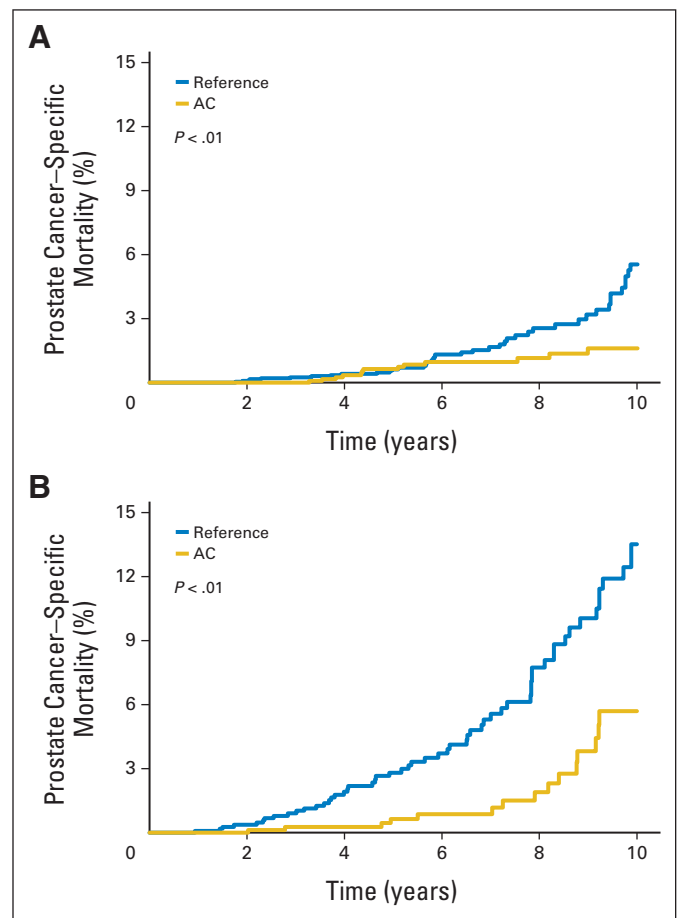 A
Prostate Cancer–Specific
Mortality (%)
15
12
9
6
3
Reference
AC
P < .01
0
2
4
6
8
10
Time (years)
B
Prostate Cancer–Specific
Mortality (%)
15
12
9
6
3
Reference
AC
P < .01
0
2
4
6
8
10
Time (years)